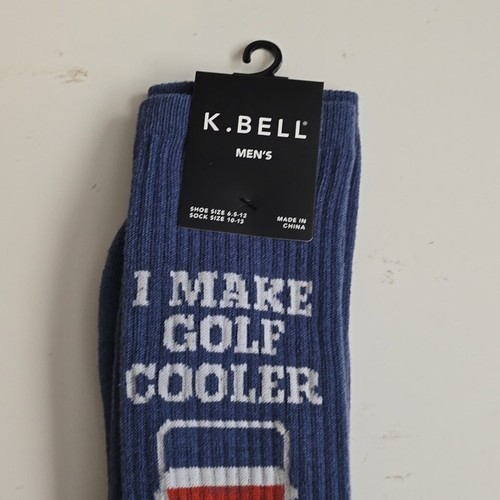 K.BELL®
MEN'S
SHOE SIZE 6.5-12
SOCK SIZE 10-13
MADE IN
CHINA
I MAKE
GOLF
COOLER